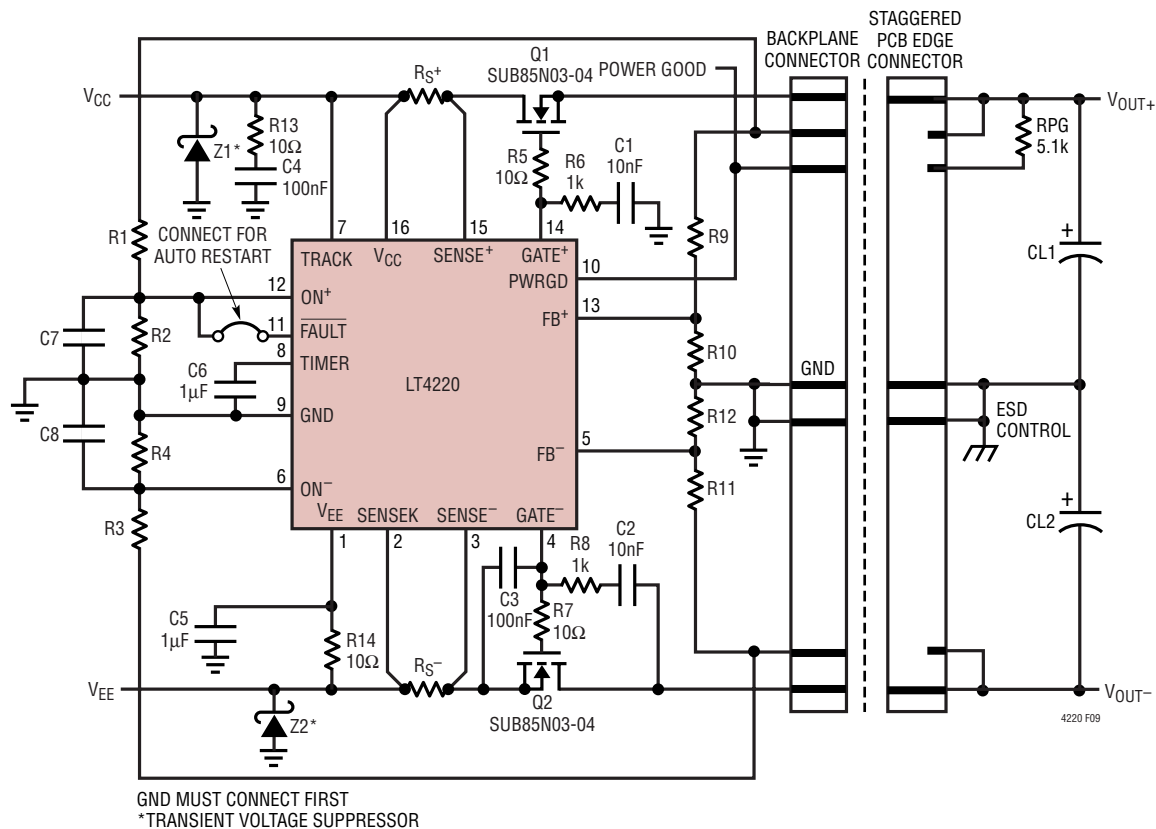 BACKPLANE
CONNECTOR
STAGGERED
PCB EDGE
CONNECTOR
Q1
SUB85N03-04
POWER GOOD
VCC
RS+
VOUT+
R13
10Ω
Z1*
C4
100nF
R5
10Ω
R6
1k
C1
10nF
RPG
5.1k
R1
CONNECT FOR
AUTO RESTART
7
16
15
14
TRACK
VCC
SENSE+
GATE+
R9
PWRGD
10
CL1
+
12
ON+
13
FB+
11
FAULT
C7
R2
8
TIMER
R10
C6
1µF
LT4220
GND
9
GND
R12
ESD
CONTROL
C8
R4
5
FB−
6
ON−
R11
R3
VEE
SENSEK
SENSE−
GATE−
CL2
+
1
2
3
4
R8
1k
C2
10nF
C3
100nF
R7
10Ω
C5
1µF
R14
10Ω
RS−
VEE
VOUT−
Q2
SUB85N03-04
Z2*
4220 F09
GND MUST CONNECT FIRST
*TRANSIENT VOLTAGE SUPPRESSOR